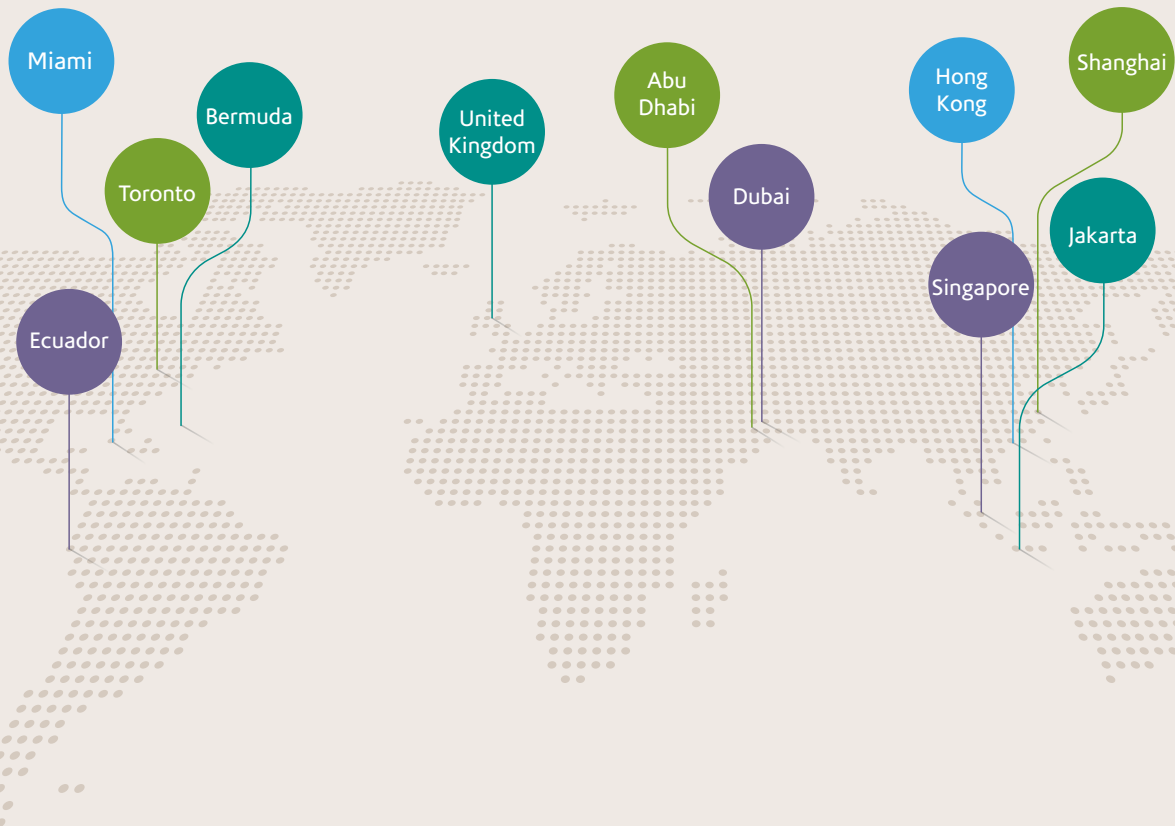 Miami
Toronto
Bermuda
Ecuador
United
Kingdom
Abu
Dhabi
Dubai
Hong
Kong
Shanghai
Singapore
Jakarta